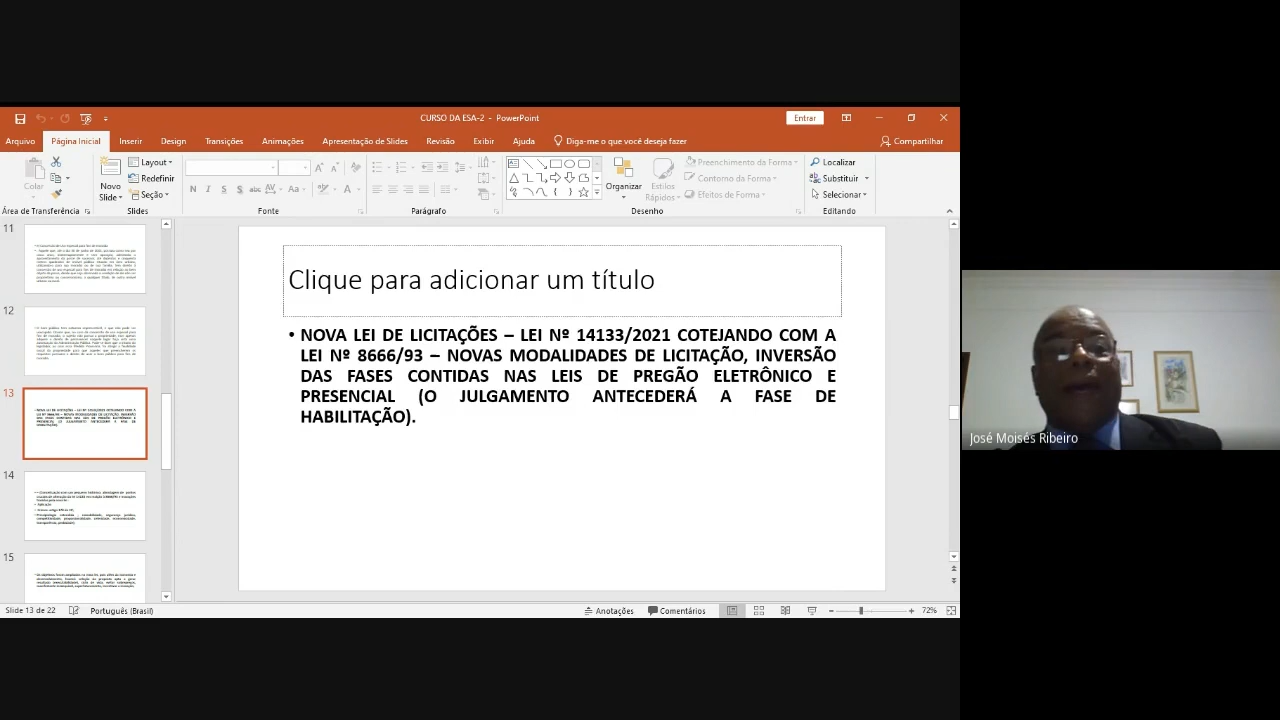 CURSO DA ESA-2 - PowerPoint
Entrar
Arquivo Página Inicial Inserir Design Transições Animações Apresentação de Slides Revisão Exibir Ajuda Diga-me o que você deseja fazer Compartilhar
Colar
Novo Slide
Layout
Redefinir
Seção
N I S S abc AV Aa A
Organizar
Estilos Rápidos
Preenchimento da Forma
Contorno da Forma
Efeitos de Forma
Localizar
Substituir
Selecionar
Área de Transferência Slides Fonte Parágrafo Desenho Editando
11
12
13
14
15
Clique para adicionar um título
• NOVA LEI DE LICITAÇÕES – LEI Nº 14133/2021 COTEJANDO COM A
LEI Nº 8666/93 – NOVAS MODALIDADES DE LICITAÇÃO, INVERSÃO
DAS FASES CONTIDAS NAS LEIS DE PREGÃO ELETRÔNICO E
PRESENCIAL (O JULGAMENTO ANTECEDERÁ A FASE DE
HABILITAÇÃO).
José Moisés Ribeiro
Slide 13 de 22 Português (Brasil) Anotações Comentários 72%